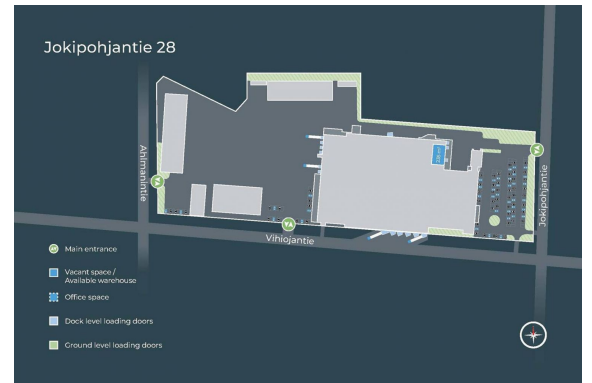 Jokipohjantie 28
Ahimanintie
Jokipohjantie
Vihiojantie
Main entrance
Vacant space /
Available warehouse
Office space
Dock level loading doors
Ground level loading doors